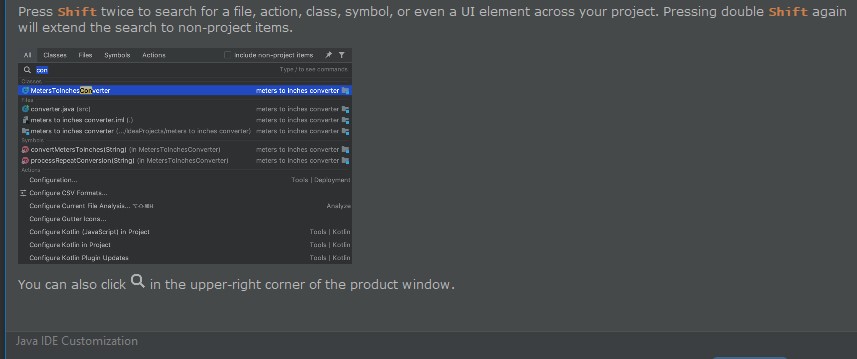 Press Shift twice to search for a file, action, class, symbol, or even a UI element across your project. Pressing double Shift again
will extend the search to non-project items.
All Classes Files Symbols Actions Include non-project items
con Type / to see commands
Classes
MetersToInchesConverter meters to inches converter
Files
converter.java (src) meters to inches converter
meters to inches converter.iml (.) meters to inches converter
meters to inches converter (.../IdeaProjects/meters to inches converter) meters to inches converter
Symbols
convertMetersToInches(String) (in MetersToInchesConverter) meters to inches converter
processRepeatConversion(String) (in MetersToInchesConverter) meters to inches converter
Actions
Configuration... Tools | Deployment
Configure CSV Formats...
Configure Current File Analysis... ⌥⇧⌘H Analyze
Configure Gutter Icons...
Configure Kotlin (JavaScript) in Project Tools | Kotlin
Configure Kotlin in Project Tools | Kotlin
Configure Kotlin Plugin Updates Tools | Kotlin
You can also click in the upper-right corner of the product window.
Java IDE Customization